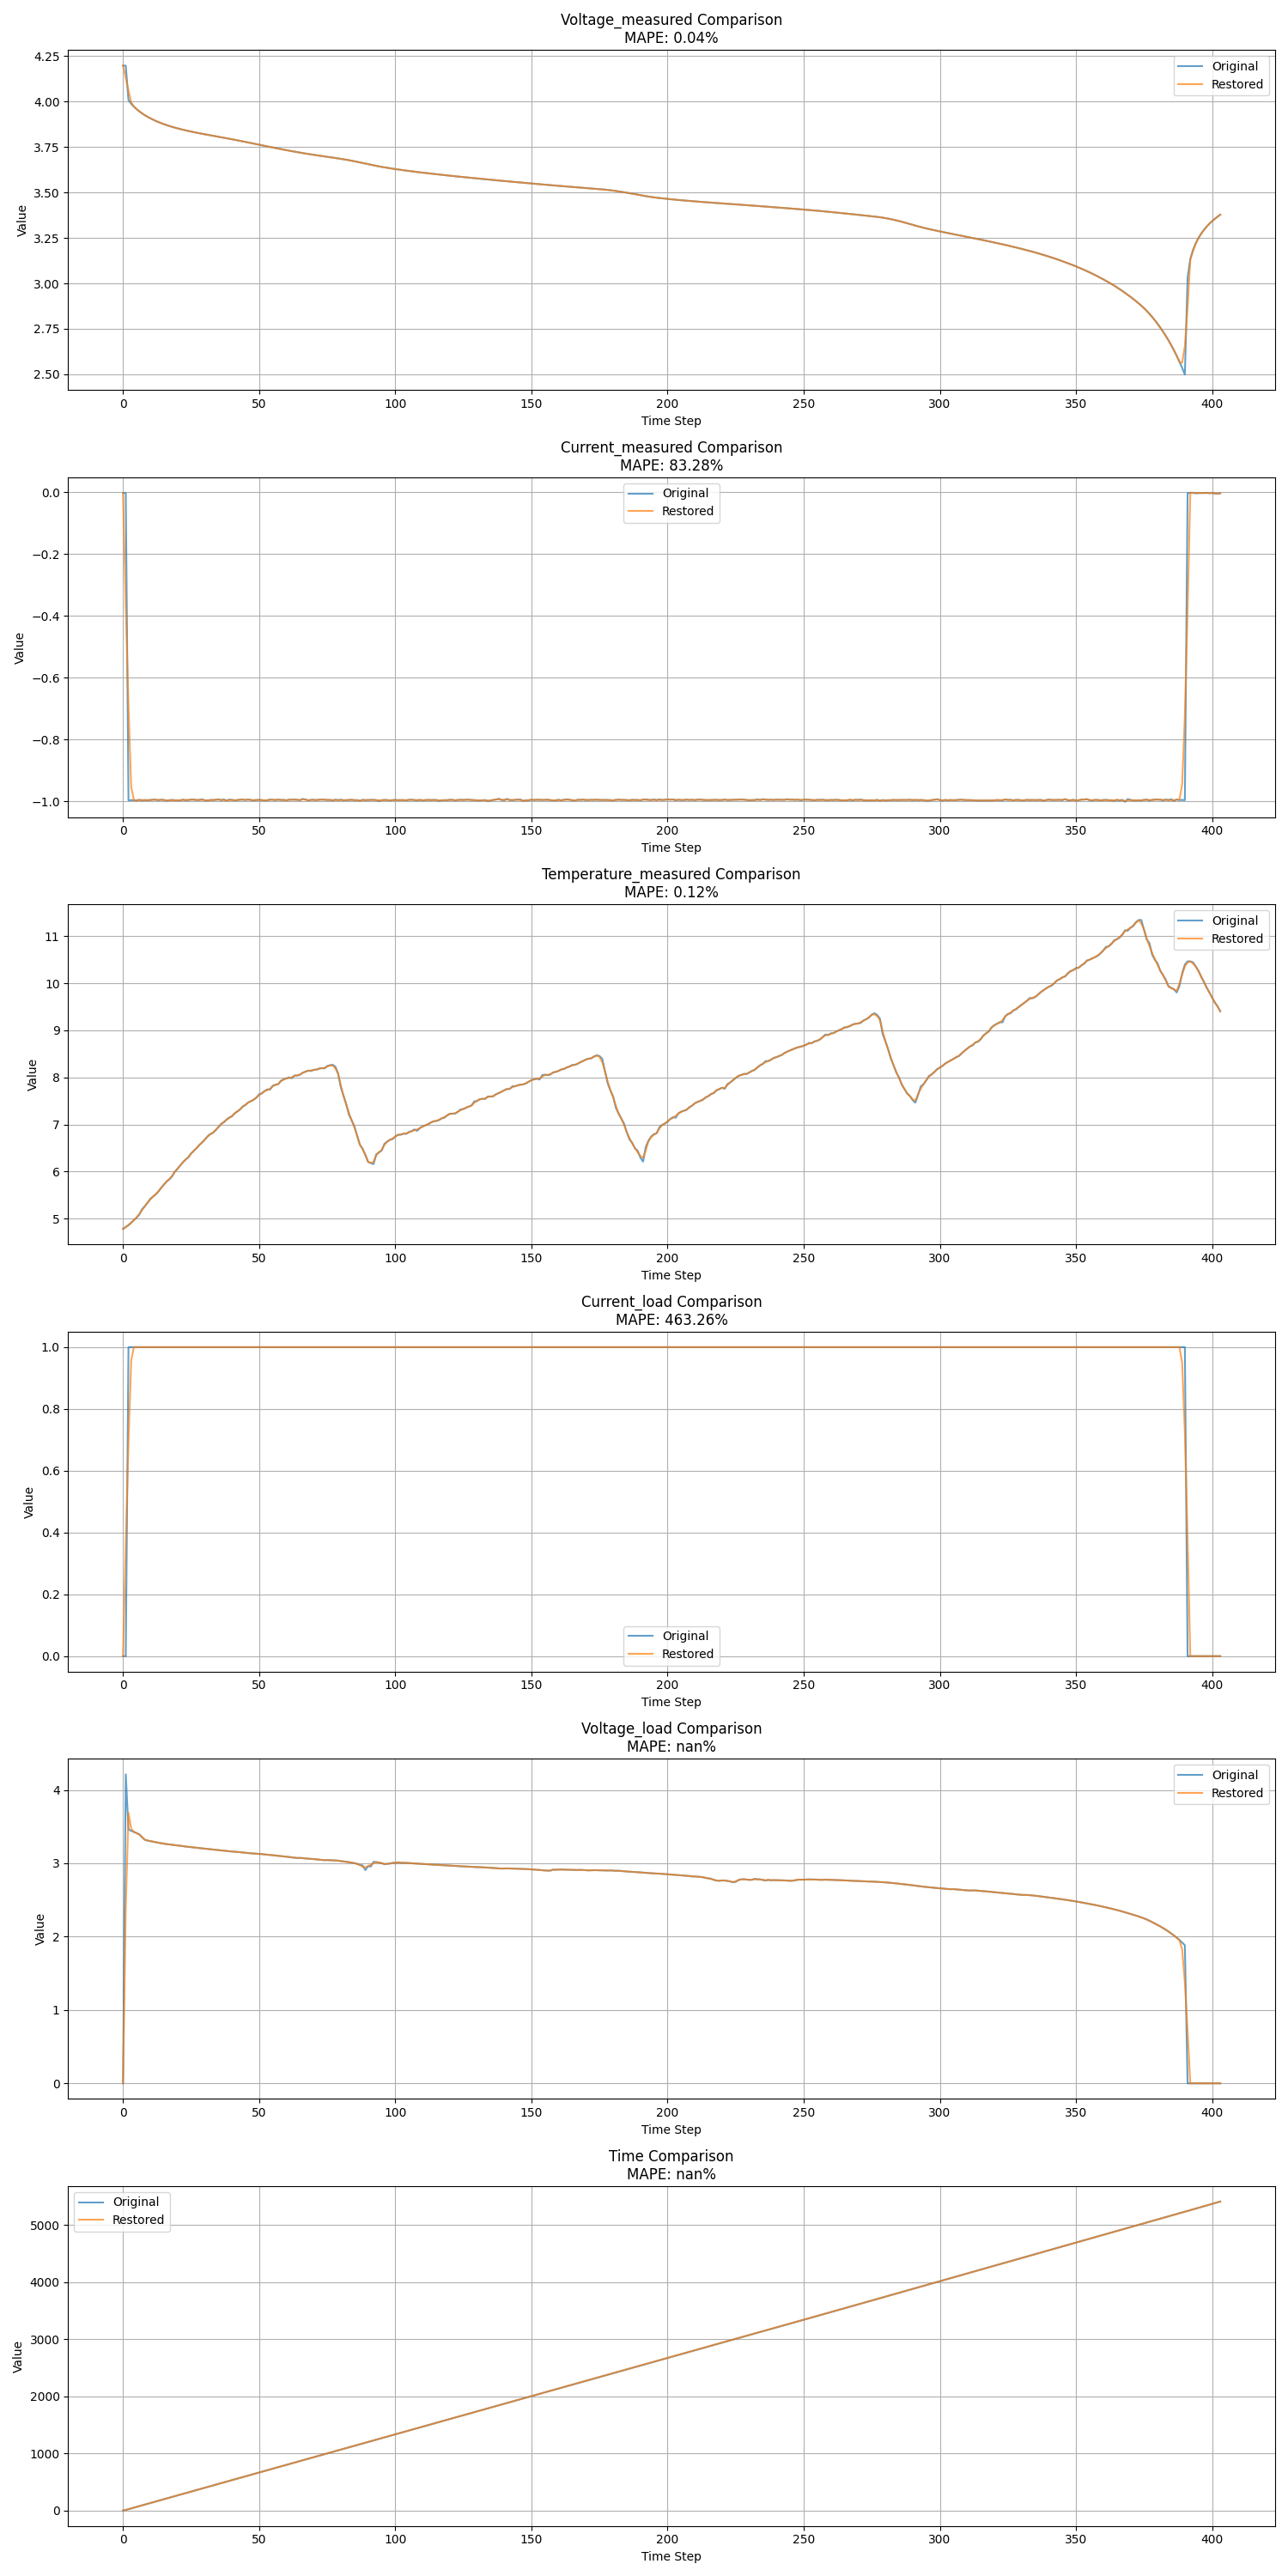 Voltage_measured Comparison
MAPE: 0.04%
4.25
4.00
3.75
3.50
3.25
3.00
2.75
2.50
Value
Original
Restored
0 50 100 150 200 250 300 350 400
Time Step
Current_measured Comparison
MAPE: 83.28%
0.0
−0.2
−0.4
−0.6
−0.8
−1.0
Value
Original
Restored
0 50 100 150 200 250 300 350 400
Time Step
Temperature_measured Comparison
MAPE: 0.12%
11
10
9
8
7
6
5
Value
Original
Restored
0 50 100 150 200 250 300 350 400
Time Step
Current_load Comparison
MAPE: 463.26%
1.0
0.8
0.6
0.4
0.2
0.0
Value
Original
Restored
0 50 100 150 200 250 300 350 400
Time Step
Voltage_load Comparison
MAPE: nan%
4
3
2
1
0
Value
Original
Restored
0 50 100 150 200 250 300 350 400
Time Step
Time Comparison
MAPE: nan%
5000
4000
3000
2000
1000
0
Value
Original
Restored
0 50 100 150 200 250 300 350 400
Time Step